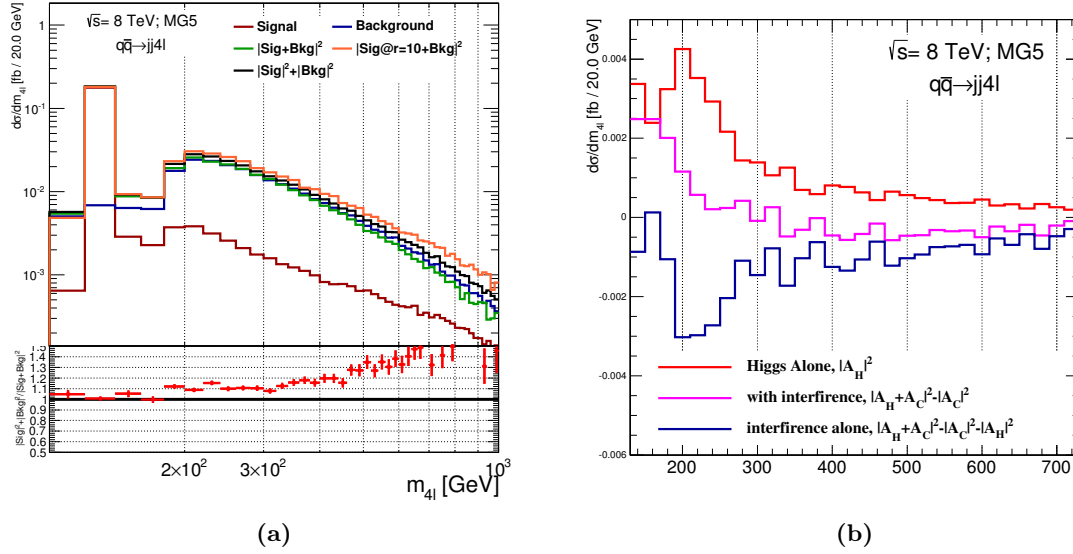 √s= 8 TeV; MG5
qq̄→jj4l
Signal
Background
|Sig+Bkg|²
|Sig@r=10+Bkg|²
|Sig|²+|Bkg|²
dσ/dm4l [fb / 20.0 GeV]
1
10⁻¹
10⁻²
10⁻³
|Sig|²+|Bkg|²/|Sig+Bkg|²
1.5
1.4
1.3
1.2
1.1
1
0.9
0.8
0.7
0.6
0.5
2×10²
3×10²
10³
m4l [GeV]
(a)
√s= 8 TeV; MG5
qq̄→jj4l
dσ/dm4l [fb / 20.0 GeV]
0.006
0.004
0.002
0
-0.002
-0.004
-0.006
Higgs Alone, |AH|²
with interfirence, |AH+AC|²-|AC|²
interfirence alone, |AH+AC|²-|AC|²-|AH|²
200
300
400
500
600
700
(b)